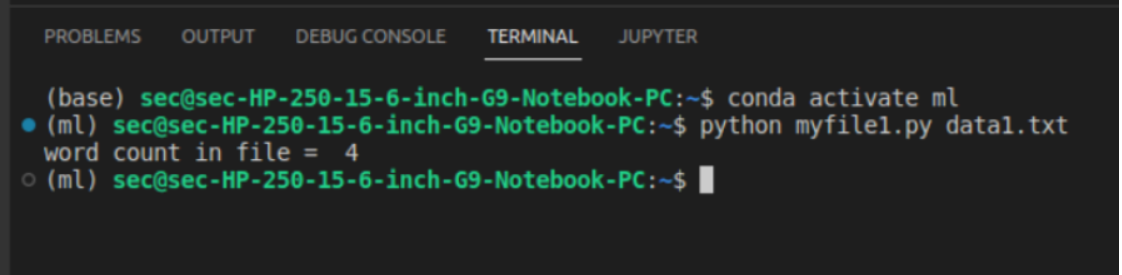 PROBLEMS OUTPUT DEBUG CONSOLE TERMINAL JUPYTER
(base) sec@sec-HP-250-15-6-inch-G9-Notebook-PC:~$ conda activate ml
(ml) sec@sec-HP-250-15-6-inch-G9-Notebook-PC:~$ python myfile1.py data1.txt
word count in file =  4
(ml) sec@sec-HP-250-15-6-inch-G9-Notebook-PC:~$